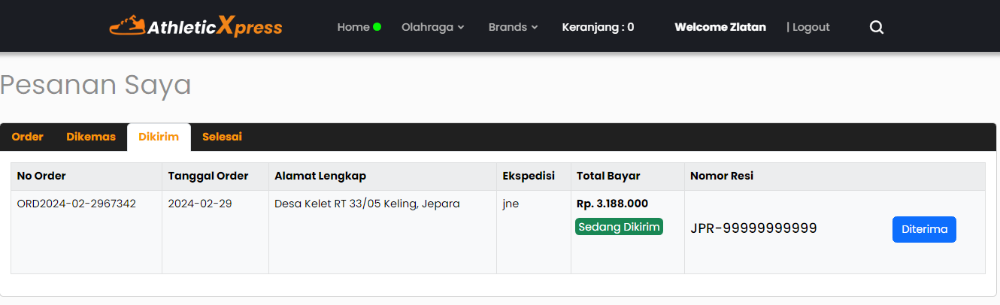 AthleticXpress Home Olahraga Brands Keranjang : 0 Welcome Zlatan | Logout
Pesanan Saya
Order Dikemas Dikirim Selesai
No Order Tanggal Order Alamat Lengkap Ekspedisi Total Bayar Nomor Resi
ORD2024-02-2967342 2024-02-29 Desa Kelet RT 33/05 Keling, Jepara jne Rp. 3.188.000
Sedang Dikirim JPR-99999999999 Diterima